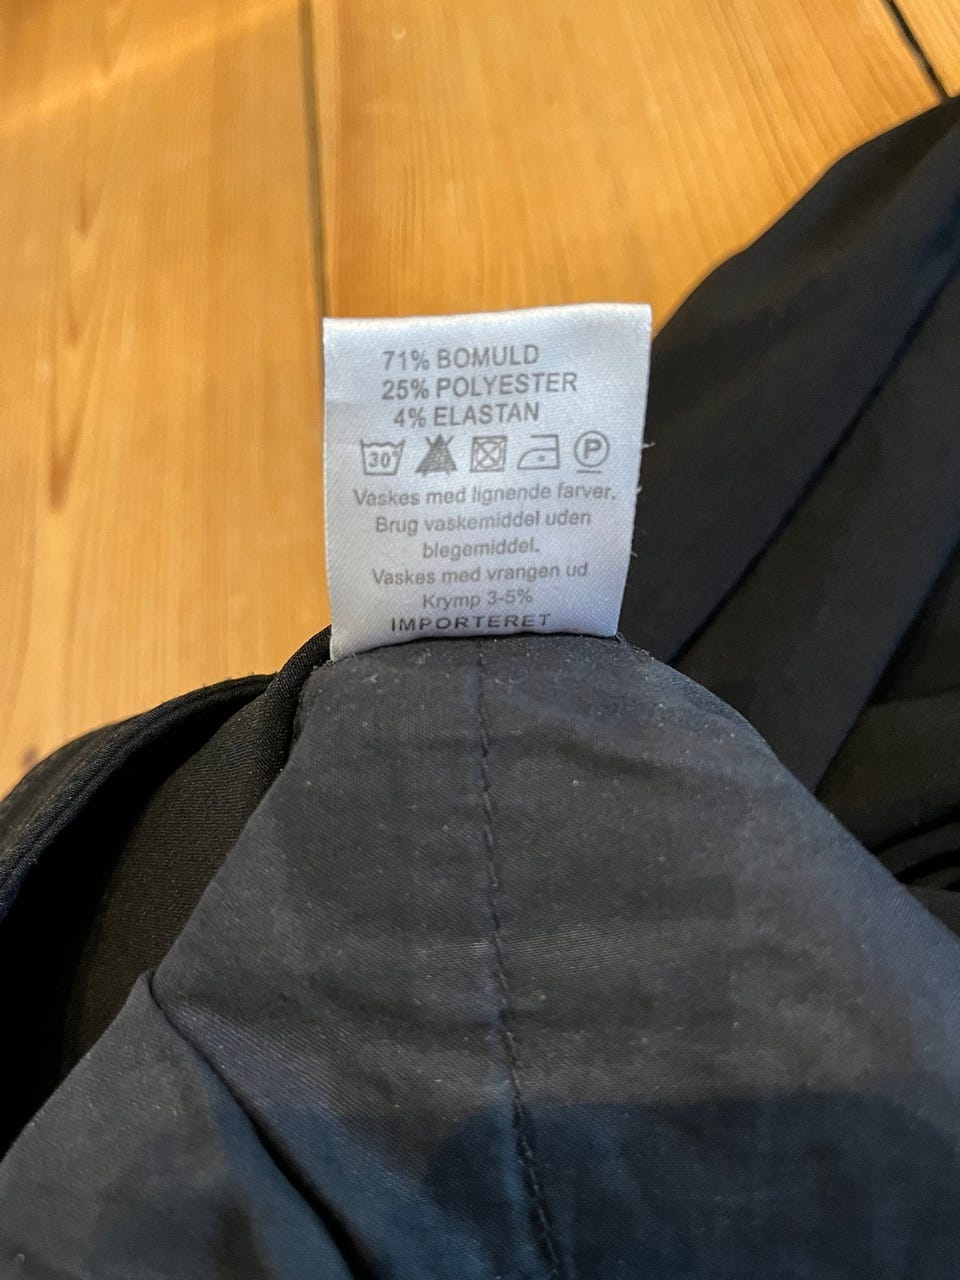 71% BOMULD
25% POLYESTER
4% ELASTAN
30° P
Vaskes med lignende farver.
Brug vaskemiddel uden
blegemiddel.
Vaskes med vrangen ud
Krymp 3-5%
IMPORTERET